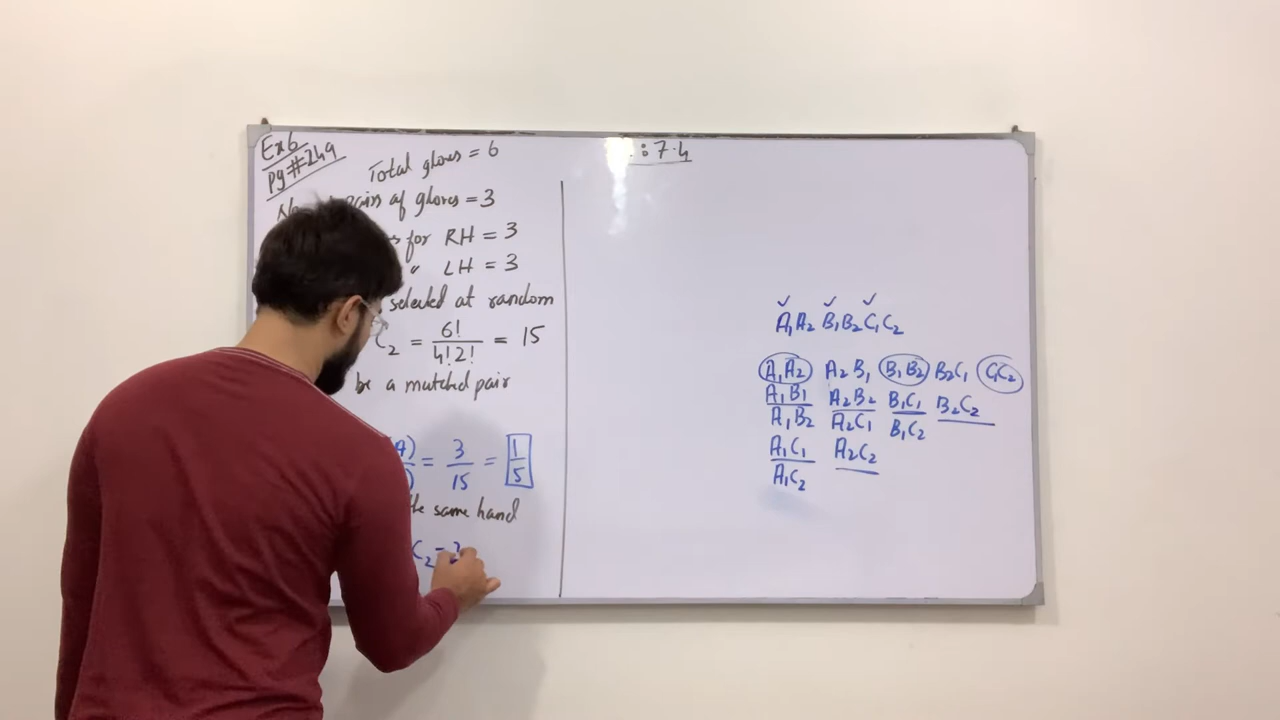 Ex 6
Pg#249
Total gloves = 6
pairs of gloves = 3
for RH = 3
" LH = 3
selected at random
C₂ = 6!/4!2! = 15
be a matched pair
= 3/15 = 1/5
the same hand
C₂ =
: 7.4
✓ ✓ ✓
A₁A₂ B₁B₂ C₁C₂
A₁A₂ A₂B₁ B₁B₂ B₂C₁ C₁C₂
A₁B₁ A₂B₂ B₁C₁ B₂C₂
A₁B₂ A₂C₁ B₁C₂
A₁C₁ A₂C₂
A₁C₂